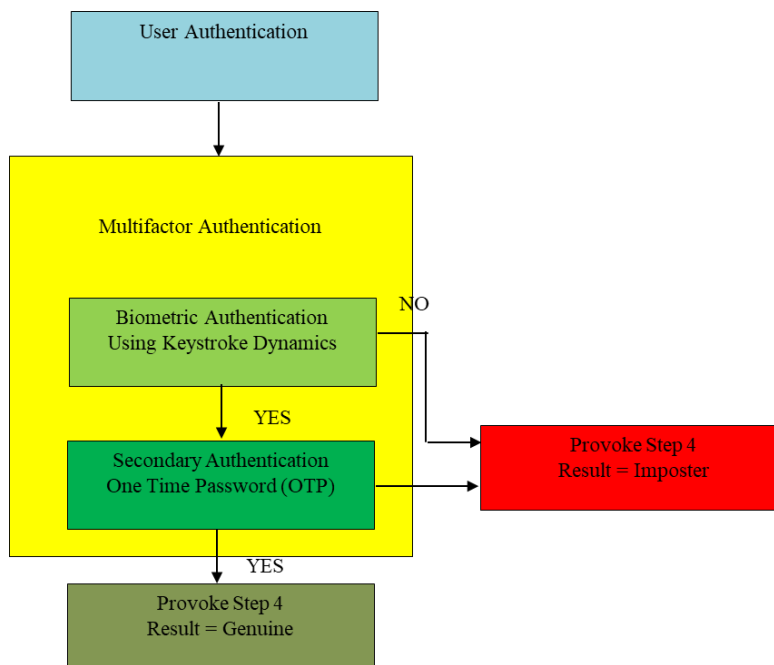 User Authentication
Multifactor Authentication
NO
Biometric Authentication
Using Keystroke Dynamics
YES
Secondary Authentication
One Time Password (OTP)
Provoke Step 4
Result = Imposter
YES
Provoke Step 4
Result = Genuine